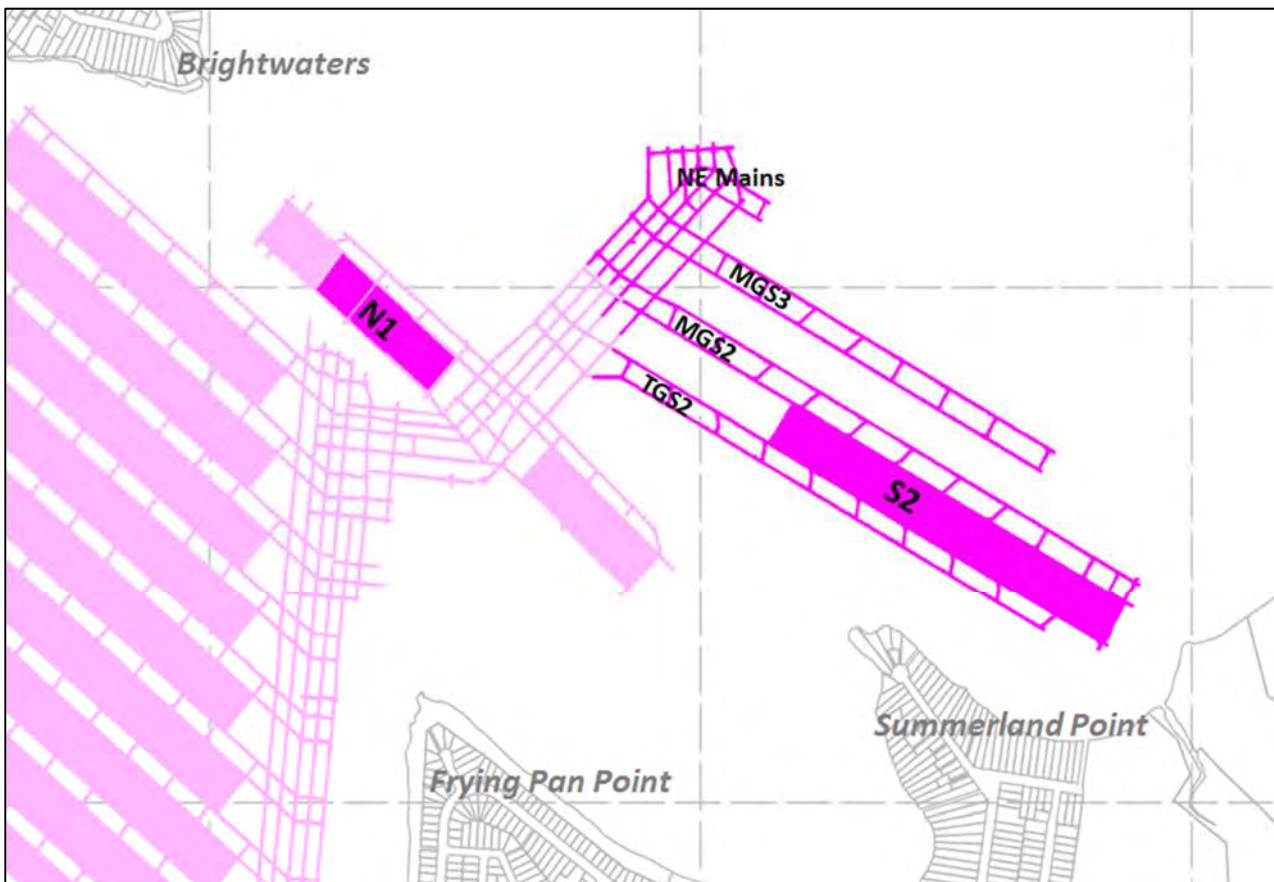 Brightwaters
NE Mains
MGS3
N1
MGS2
TGS2
S2
Summerland Point
Frying Pan Point